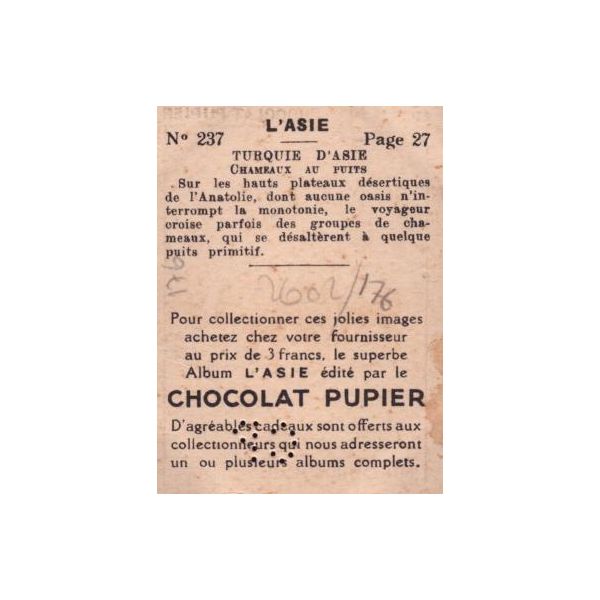 L'ASIE
Nº 237 Page 27
TURQUIE D'ASIE
CHAMEAUX AU PUITS
Sur les hauts plateaux désertiques
de l'Anatolie, dont aucune oasis n'in-
terrompt la monotonie, le voyageur
croise parfois des groupes de cha-
meaux, qui se désaltèrent à quelque
puits primitif.
176
2602/176
Pour collectionner ces jolies images
achetez chez votre fournisseur
au prix de 3 francs, le superbe
Album L'ASIE édité par le
CHOCOLAT PUPIER
D'agréables cadeaux sont offerts aux
collectionneurs qui nous adresseront
un ou plusieurs albums complets.